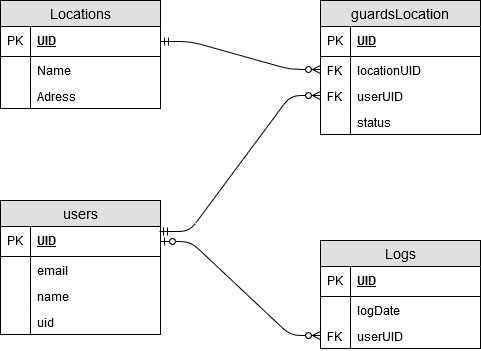 Locations
PK UID
Name
Adress
guardsLocation
PK UID
FK locationUID
FK userUID
status
users
PK UID
email
name
uid
Logs
PK UID
logDate
FK userUID